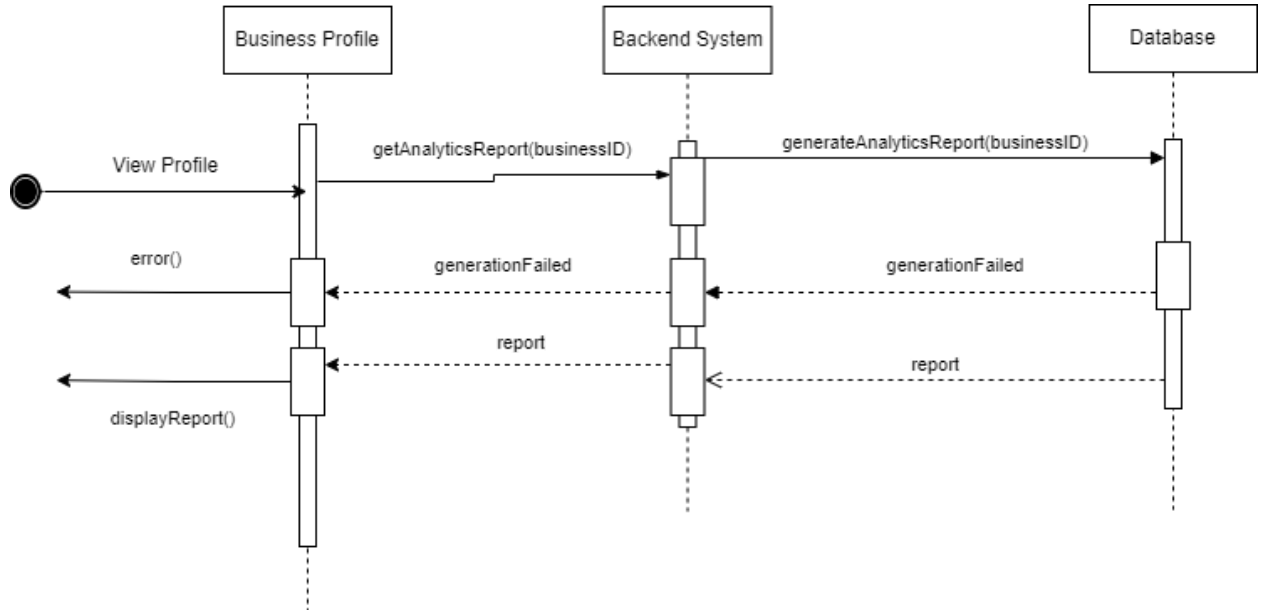 Business Profile
Backend System
Database
View Profile
getAnalyticsReport(businessID)
generateAnalyticsReport(businessID)
error()
generationFailed
generationFailed
report
report
displayReport()